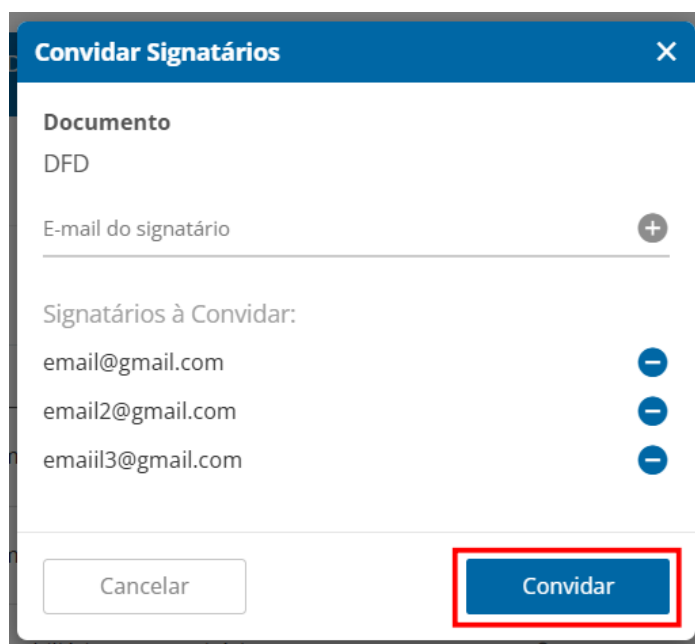 Convidar Signatários
Documento
DFD
E-mail do signatário
Signatários à Convidar:
email@gmail.com
email2@gmail.com
emaiil3@gmail.com
Cancelar
Convidar